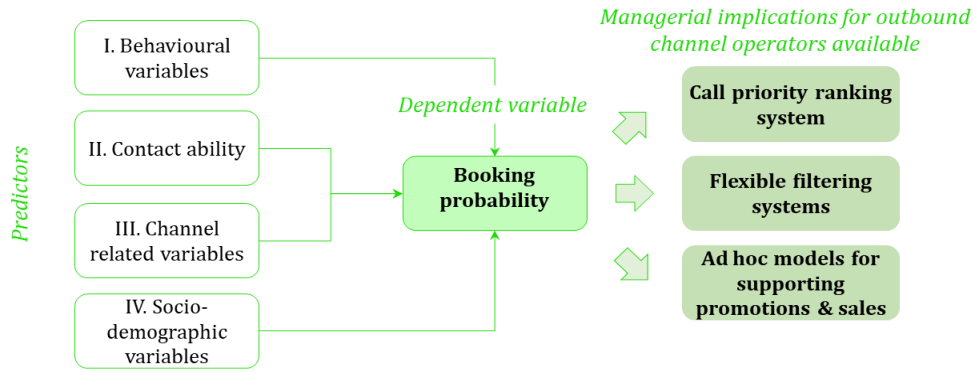 Predictors
I. Behavioural
variables
II. Contact ability
III. Channel
related variables
IV. Socio-
demographic
variables
Dependent variable
Booking
probability
Managerial implications for outbound
channel operators available
Call priority ranking
system
Flexible filtering
systems
Ad hoc models for
supporting
promotions & sales